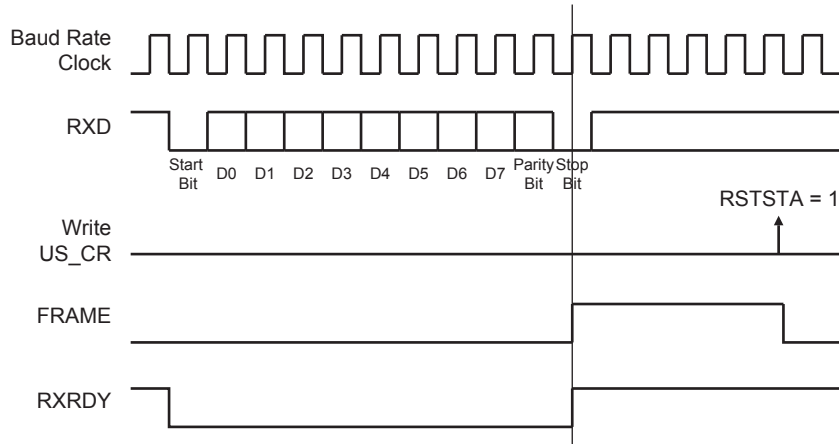 Baud Rate
Clock
RXD
Start
Bit
D0
D1
D2
D3
D4
D5
D6
D7
Parity
Bit
Stop
Bit
RSTSTA = 1
Write
US_CR
FRAME
RXRDY